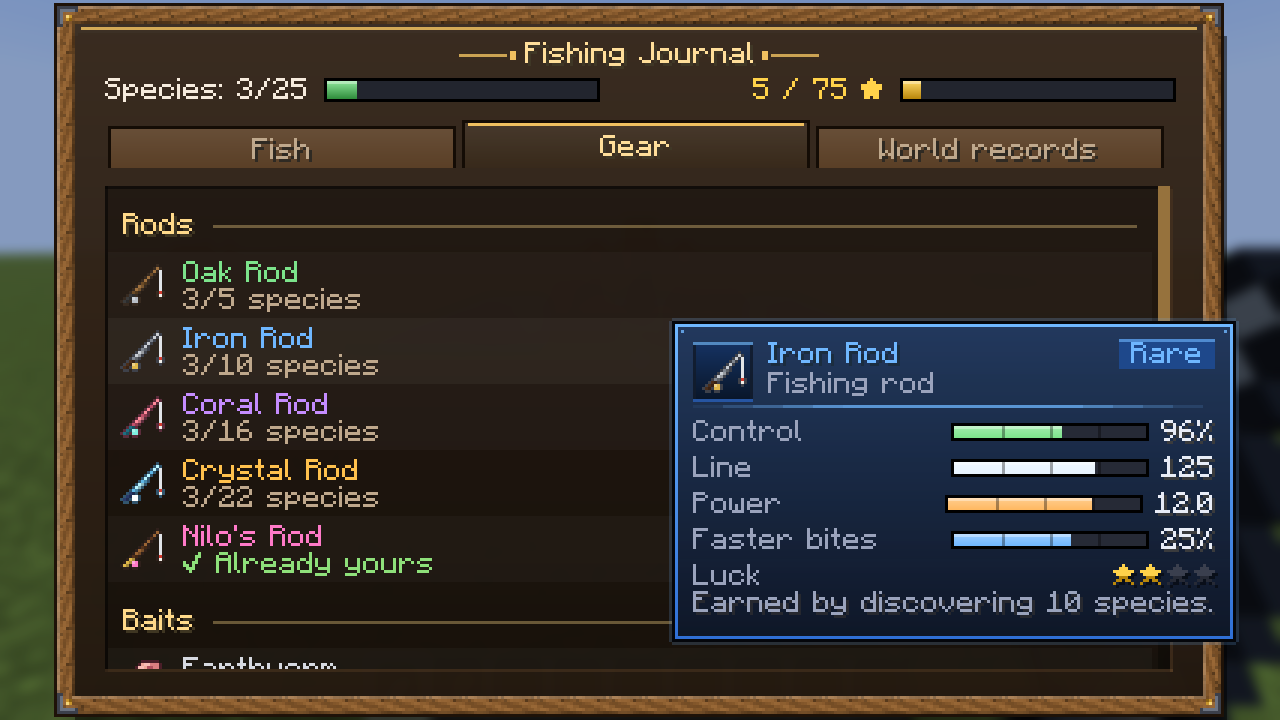 Fishing Journal
Species: 3/25
5 / 75
Fish
Gear
World records
Rods
Oak Rod
3/5 species
Iron Rod
3/10 species
Coral Rod
3/16 species
Crystal Rod
3/22 species
Nilo's Rod
✓ Already yours
Baits
Iron Rod
Rare
Fishing rod
Control 96%
Line 125
Power 12.0
Faster bites 25%
Luck
Earned by discovering 10 species.